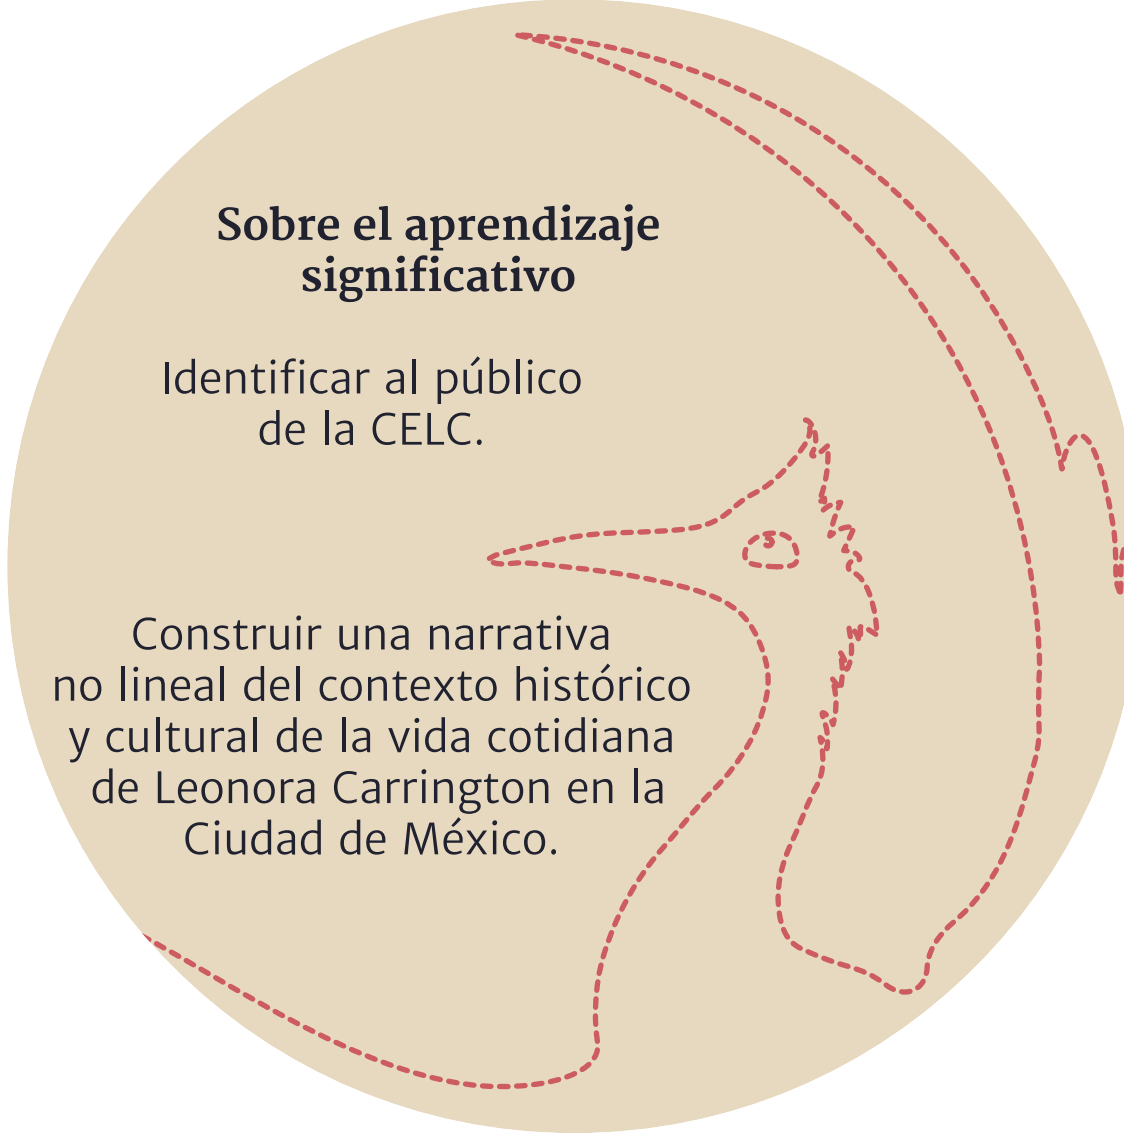 Sobre el aprendizaje
significativo
Identificar al público
de la CELC.
Construir una narrativa
no lineal del contexto histórico
y cultural de la vida cotidiana
de Leonora Carrington en la
Ciudad de México.